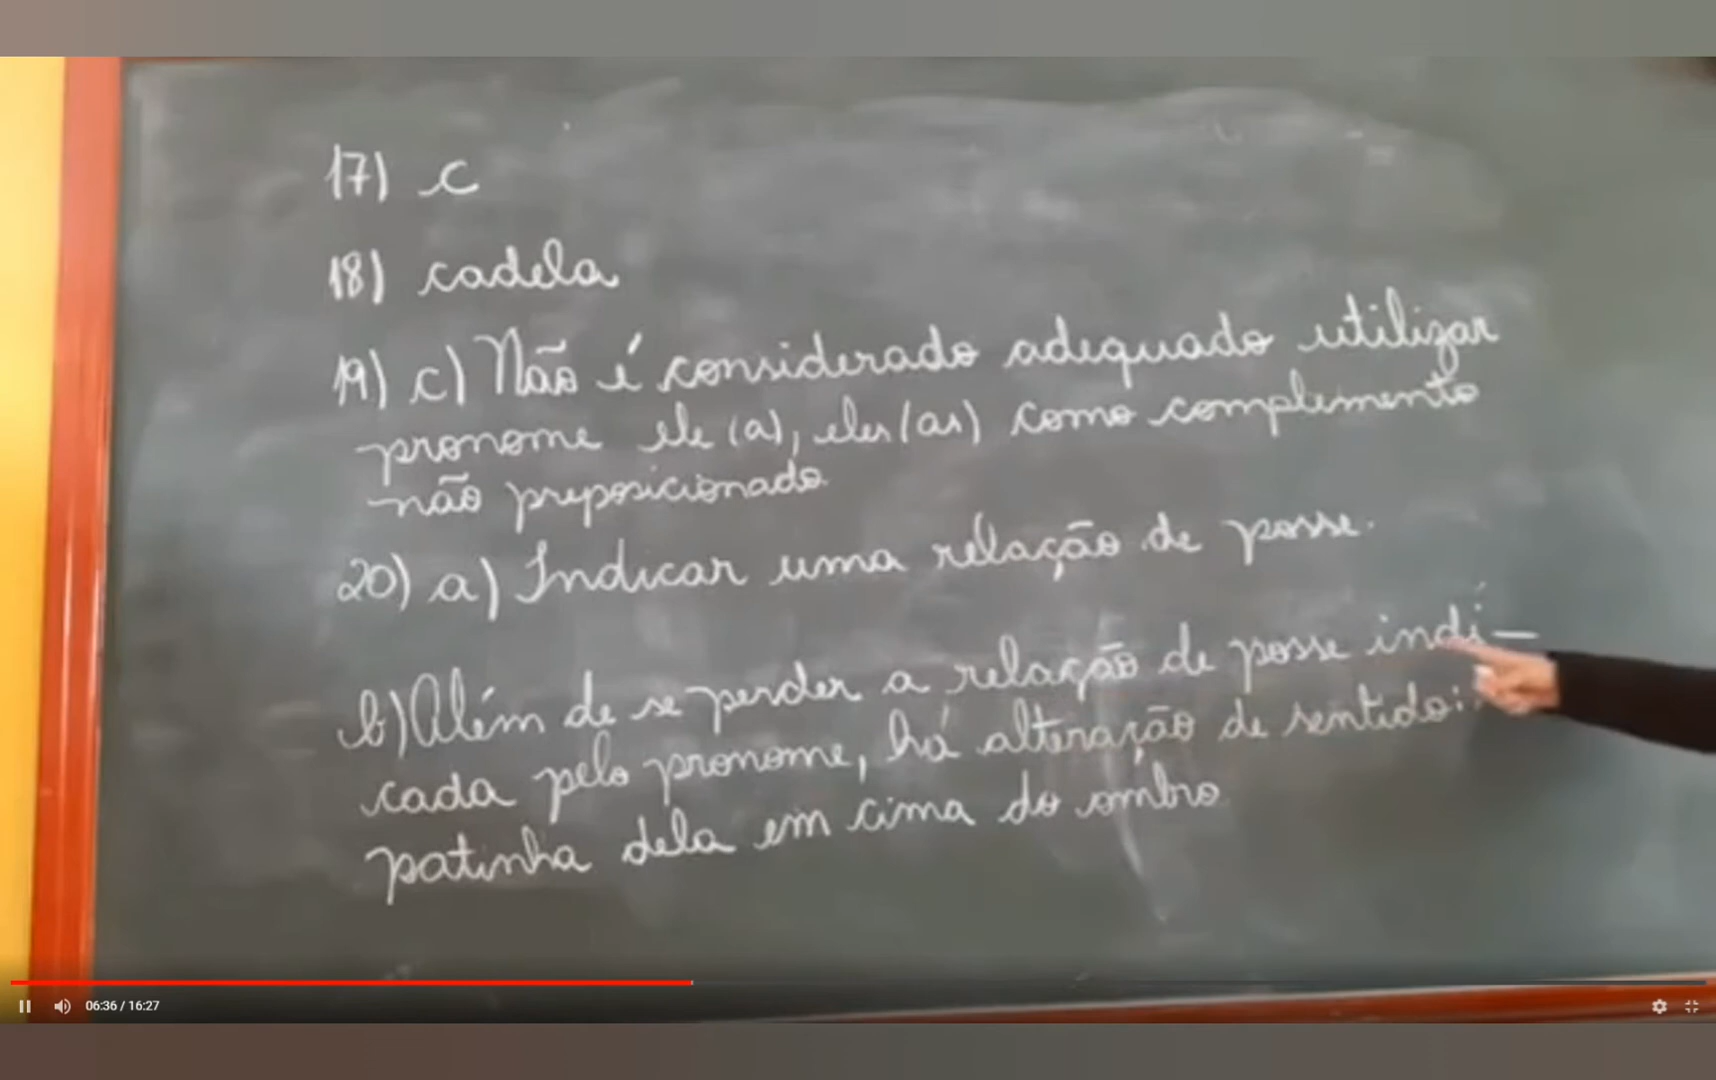 17) c
18) cadela
19) c) Não é considerado adequado utilizar
pronome ele (a), eles (as) como complemento
não preposicionado.
20) a) Indicar uma relação de posse.
b) Além de se perder a relação de posse indí-
cada pelo pronome, há alteração de sentido:
patinha dela em cima do ombro
06:36 / 16:27